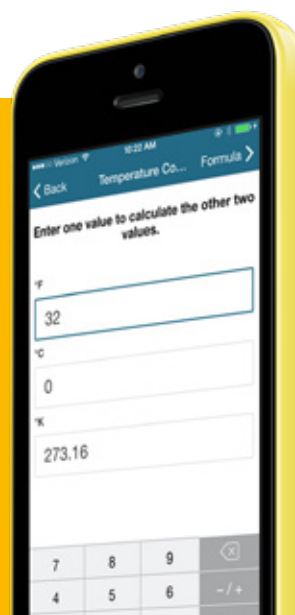 Verizon 10:22 AM
Back Temperature Co... Formula
Enter one value to calculate the other two
values.
°F
32
°C
0
°K
273.16
7 8 9
4 5 6 -/+